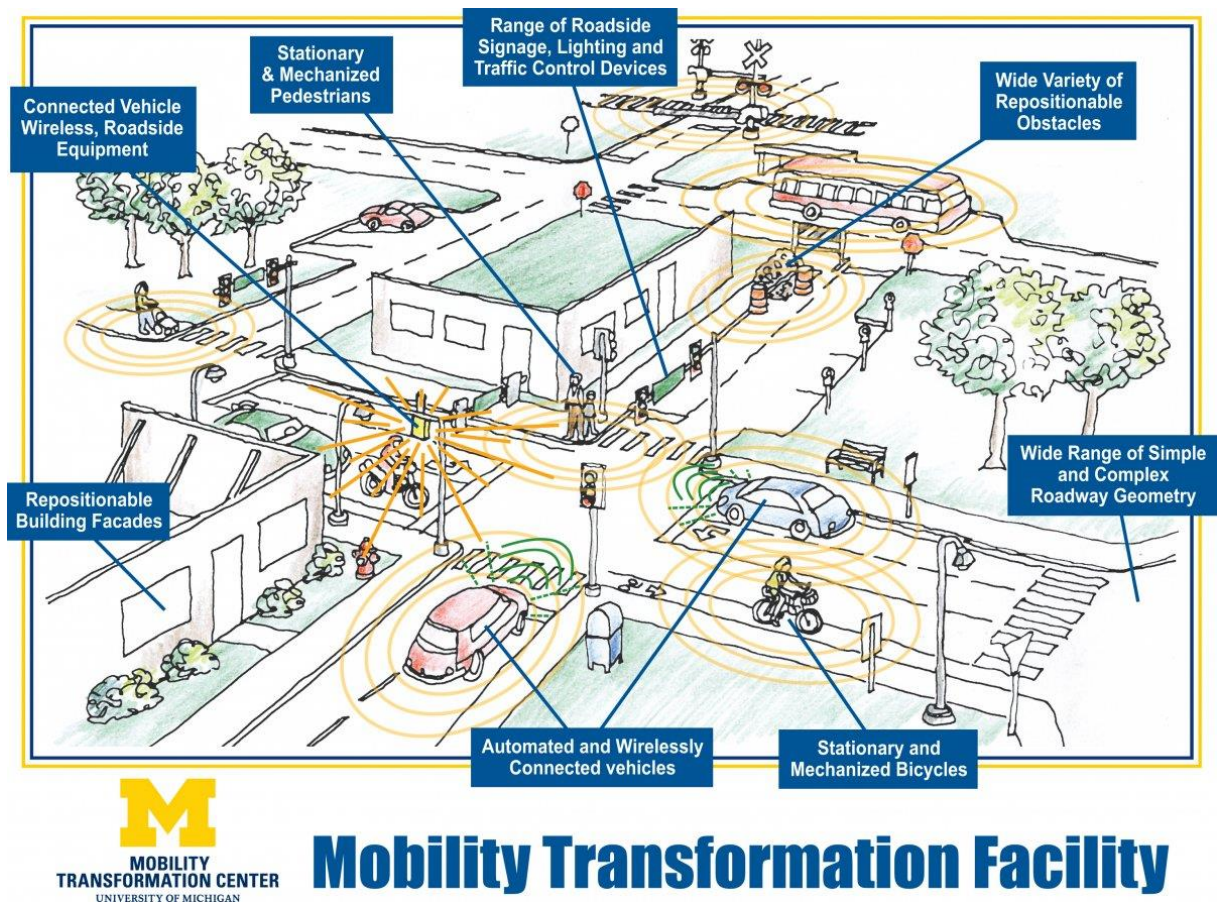 Range of Roadside
Signage, Lighting and
Traffic Control Devices
Stationary
& Mechanized
Pedestrians
Wide Variety of
Repositionable
Obstacles
Connected Vehicle
Wireless, Roadside
Equipment
Wide Range of Simple
and Complex
Roadway Geometry
Repositionable
Building Facades
Automated and Wirelessly
Connected vehicles
Stationary and
Mechanized Bicycles
M
MOBILITY
TRANSFORMATION CENTER
UNIVERSITY OF MICHIGAN
Mobility Transformation Facility